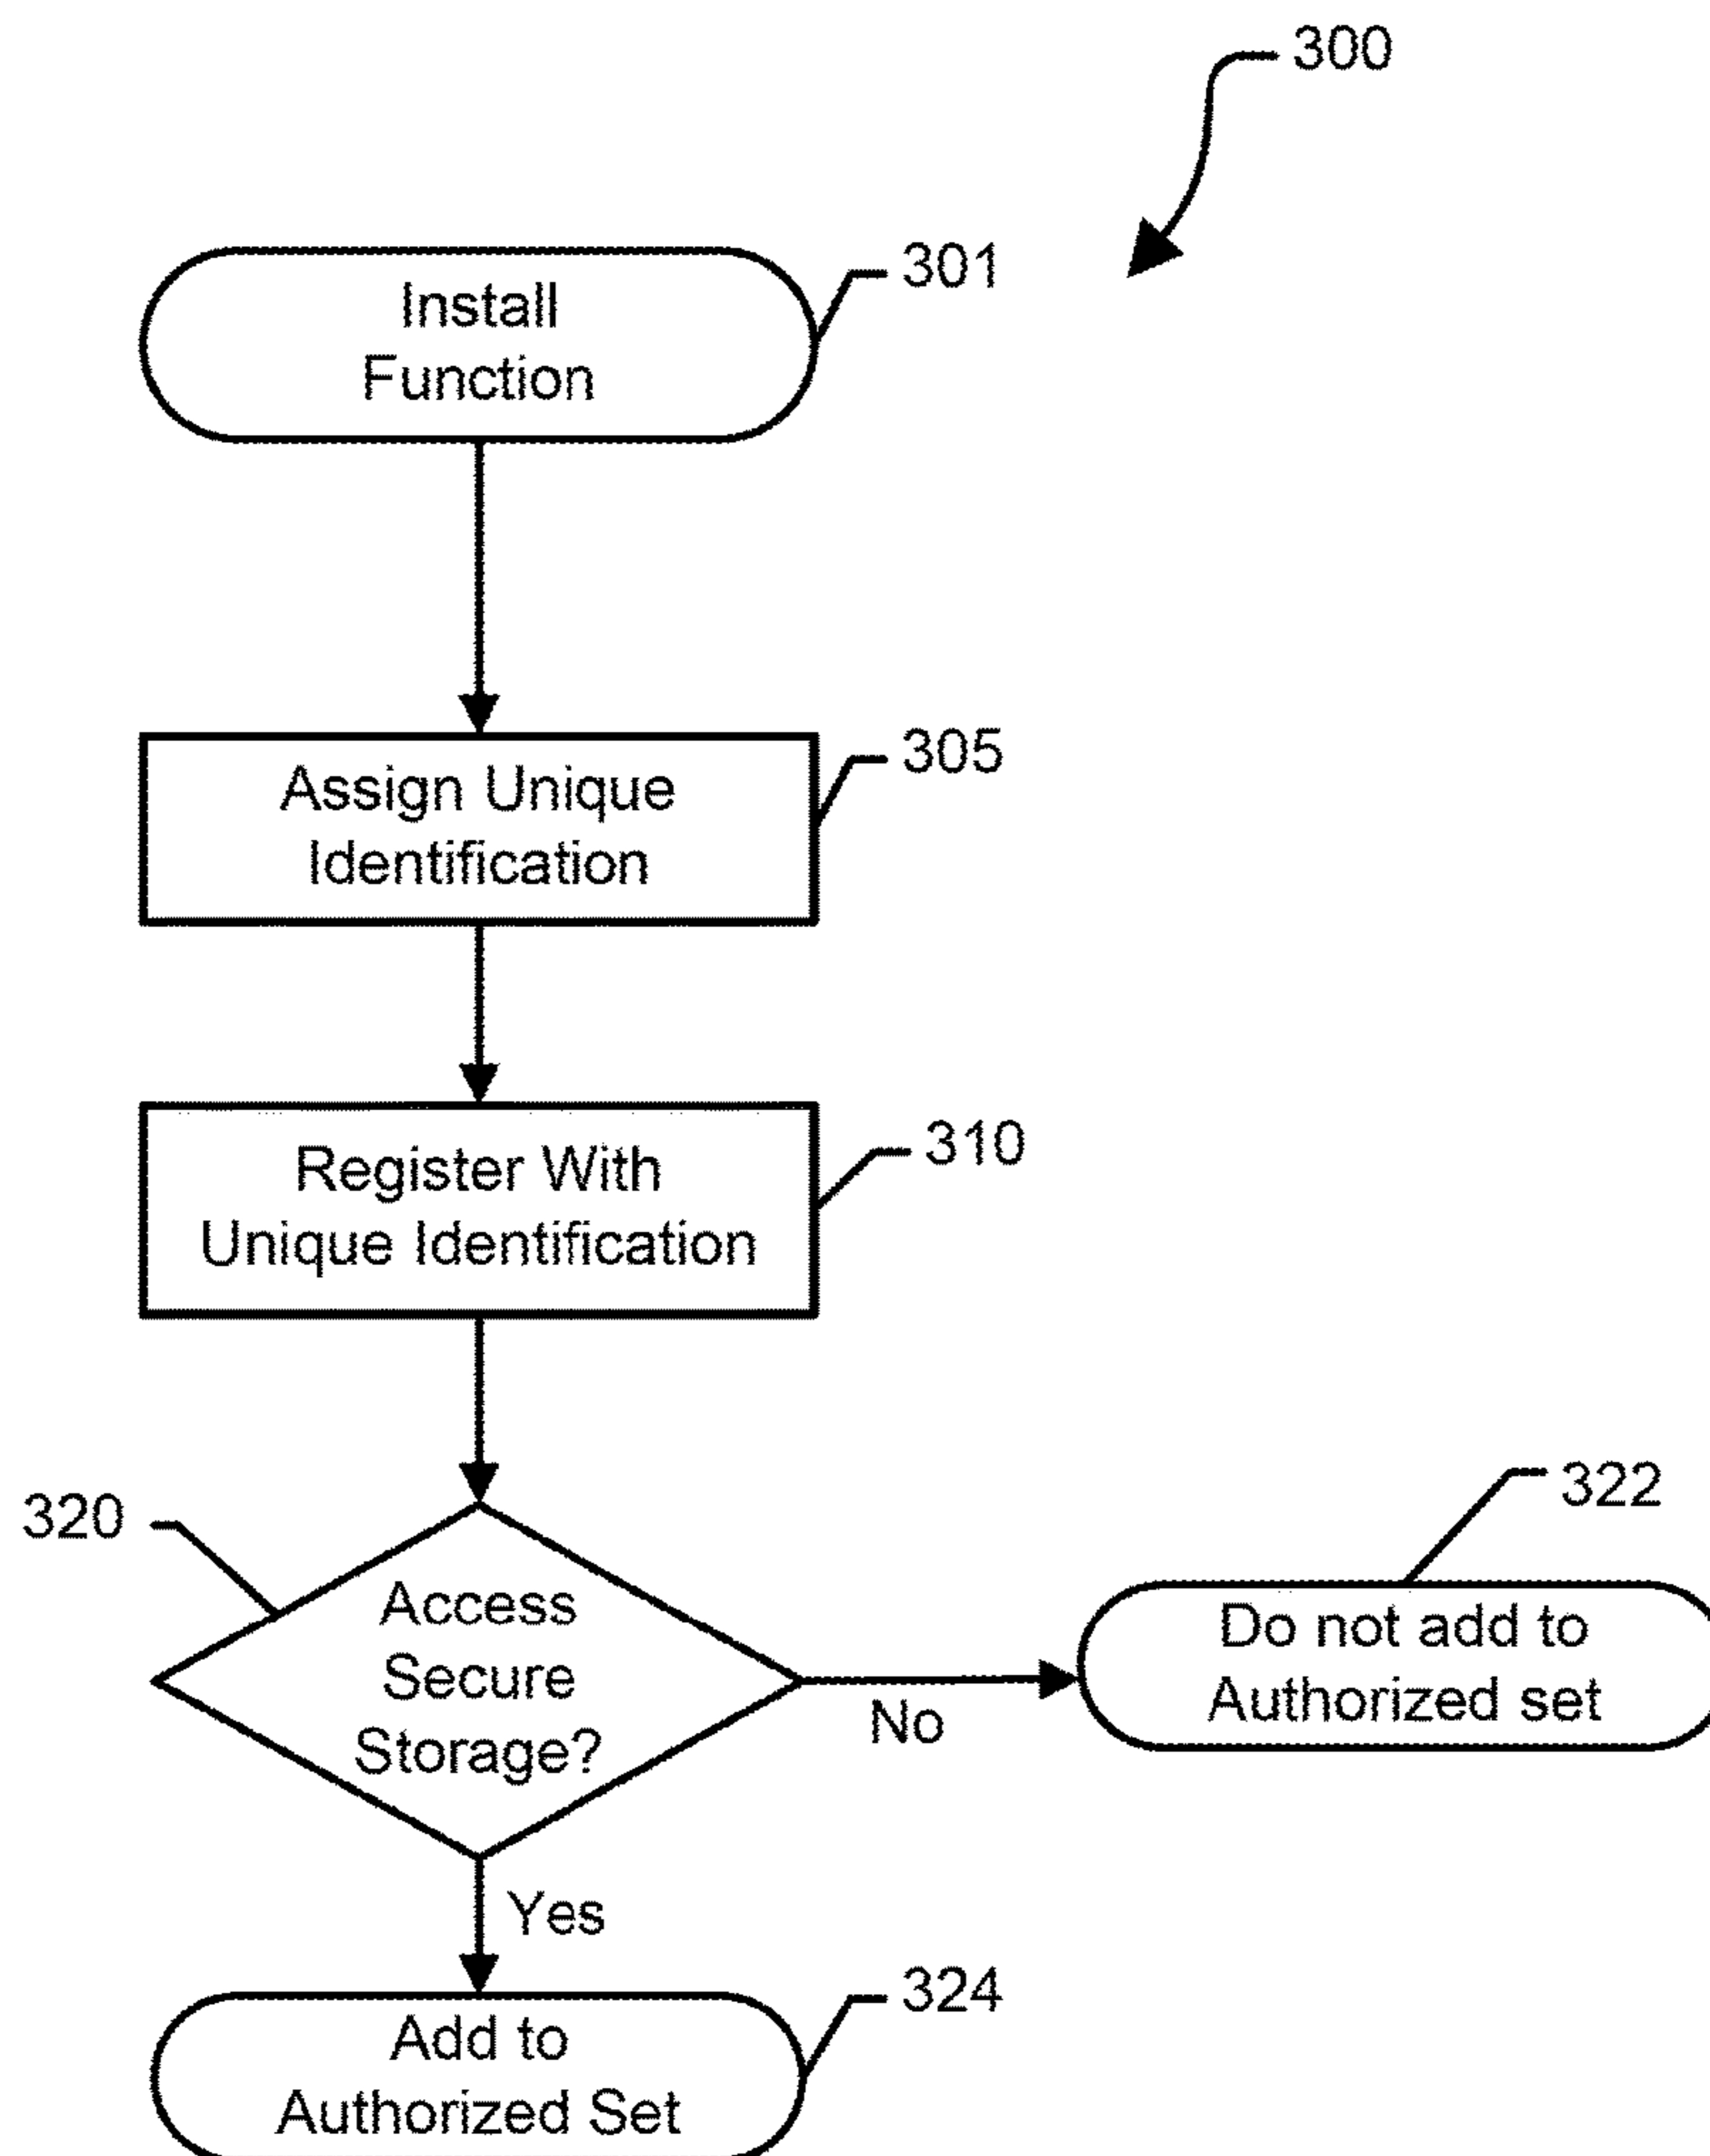 300
301
Install
Function
305
Assign Unique
Identification
310
Register With
Unique Identification
320
Access
Secure
Storage?
No
322
Do not add to
Authorized set
Yes
324
Add to
Authorized Set